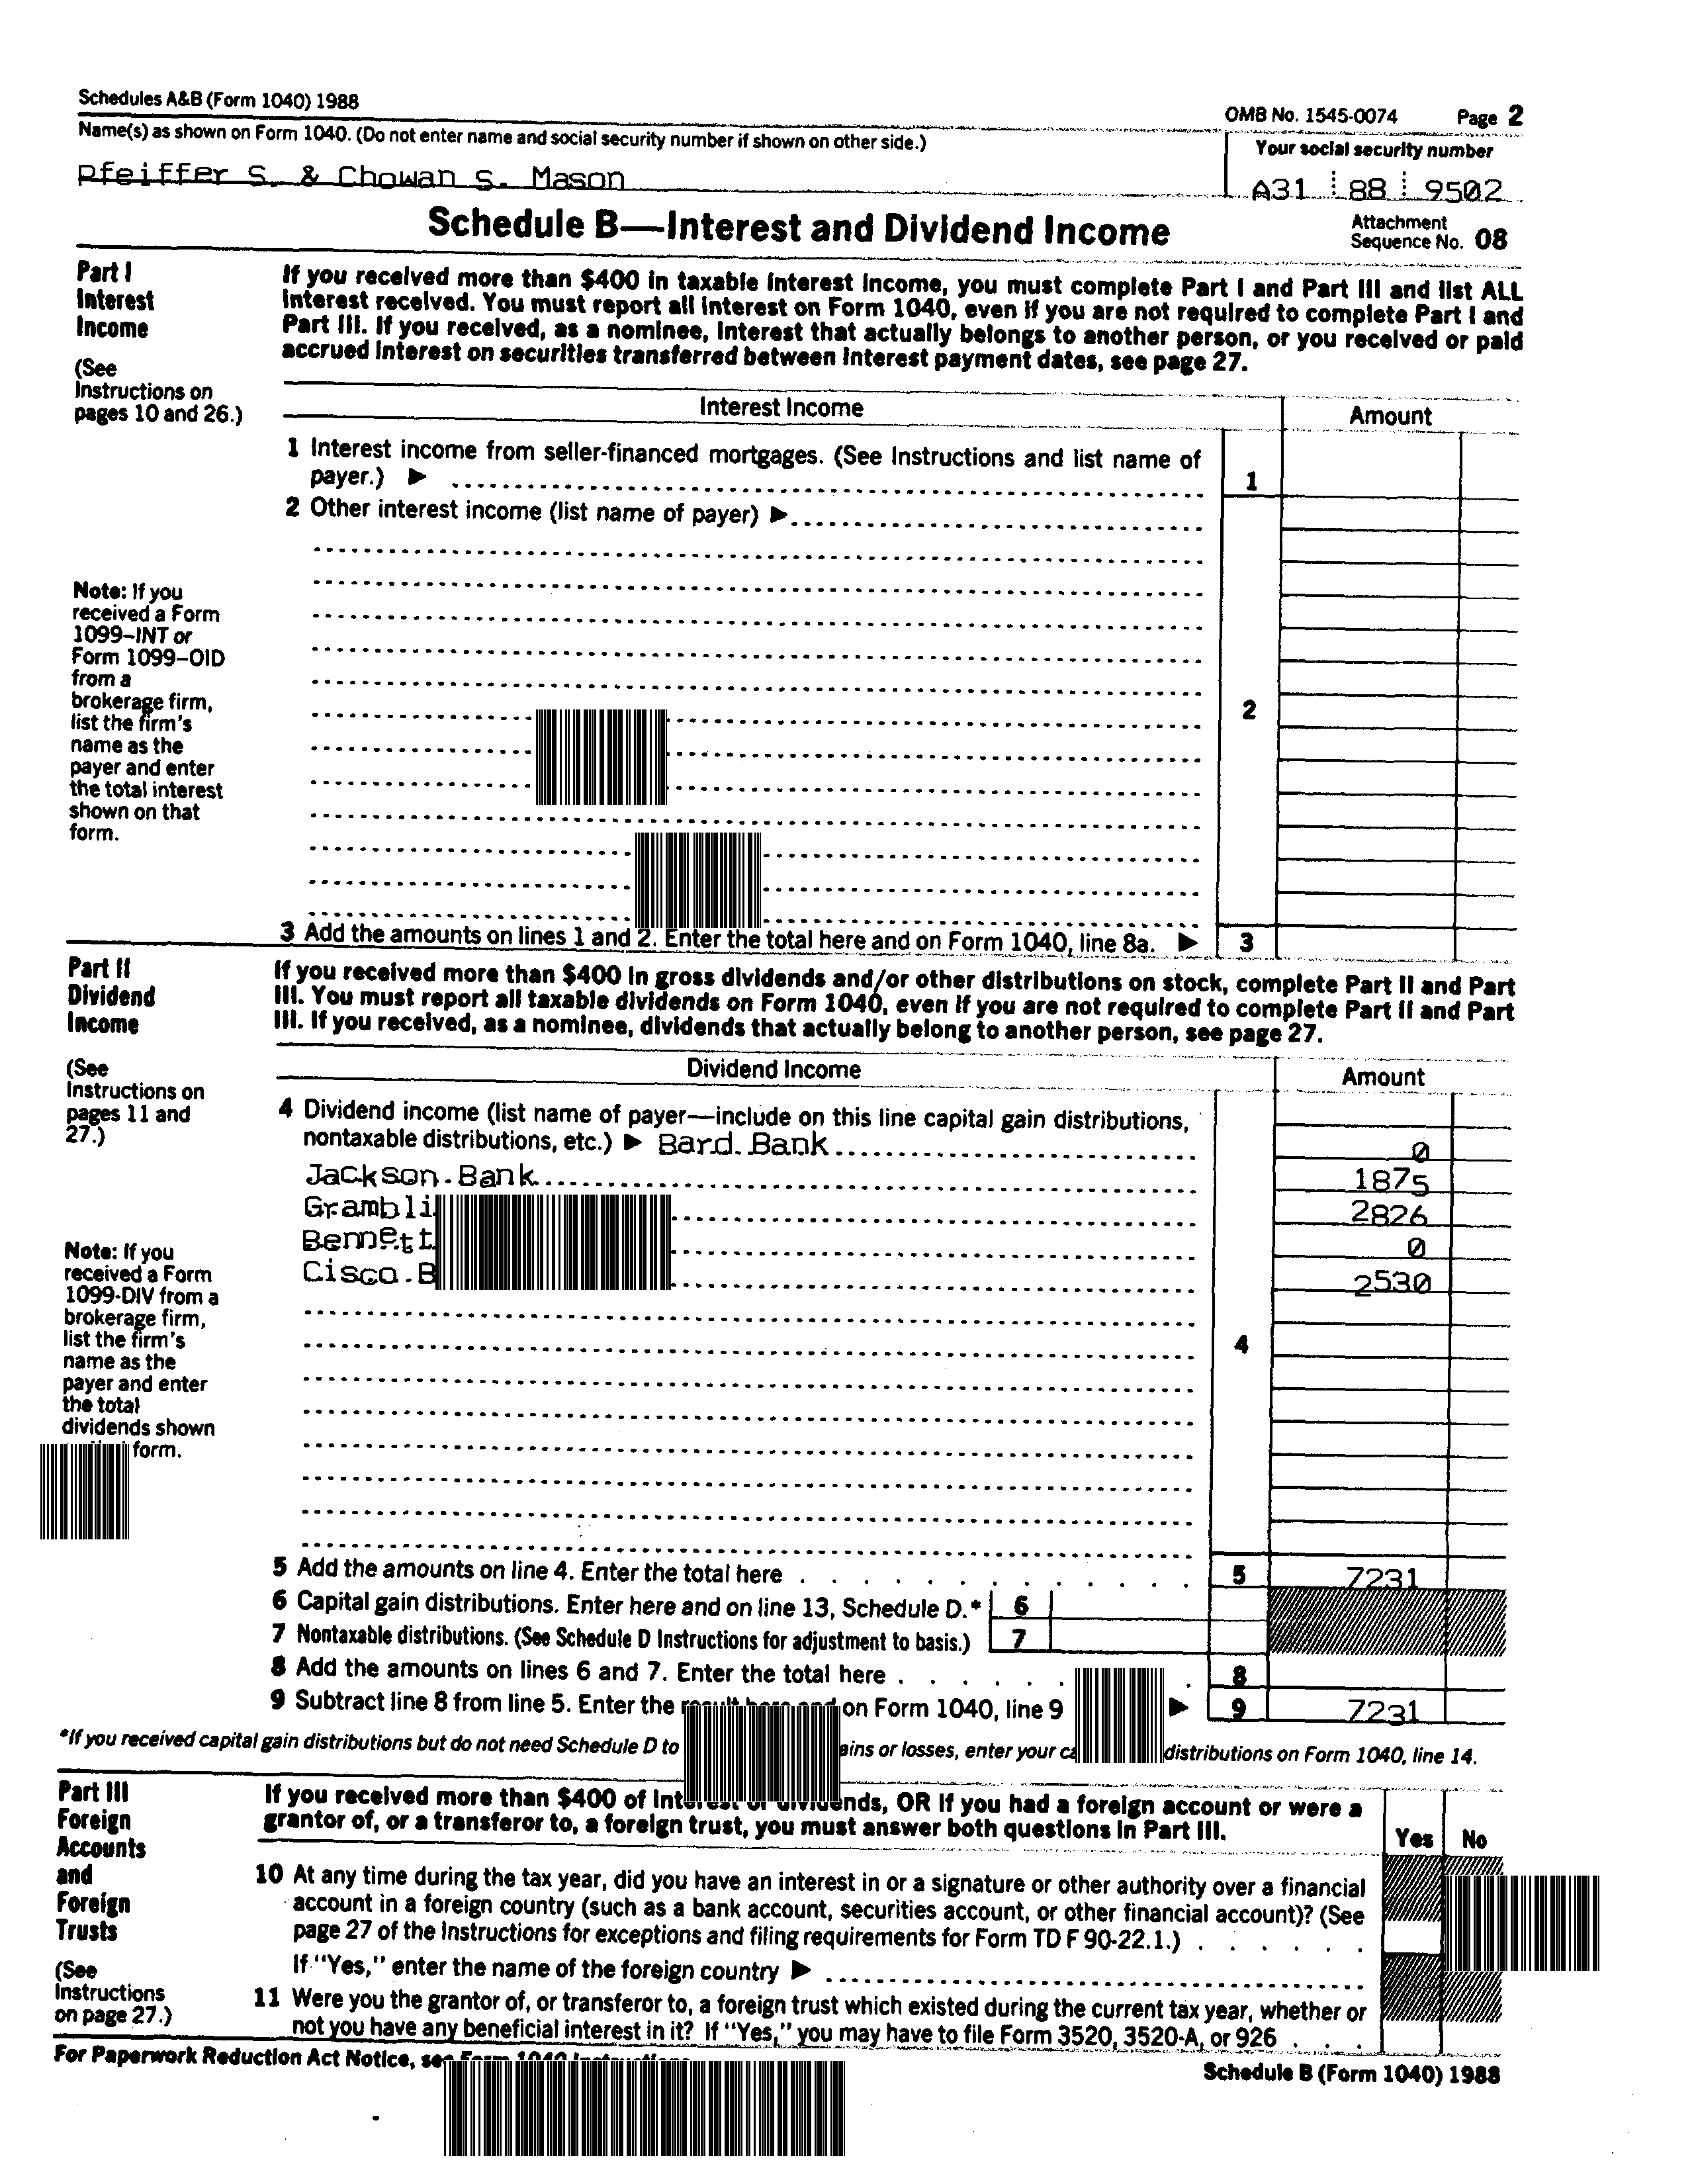 Schedules A&B (Form 1040) 1988
OMB No. 1545-0074 Page 2
Name(s) as shown on Form 1040. (Do not enter name and social security number if shown on other side.)
Your social security number
Pfeiffer S. & Chowan S. Mason
A31 88 9502
Schedule B—Interest and Dividend Income
Attachment
Sequence No. 08
Part I
Interest
Income
(See
Instructions on
pages 10 and 26.)
If you received more than $400 in taxable interest income, you must complete Part I and Part III and list ALL
interest received. You must report all interest on Form 1040, even if you are not required to complete Part I and
Part III. If you received, as a nominee, interest that actually belongs to another person, or you received or paid
accrued interest on securities transferred between interest payment dates, see page 27.
Interest Income
Amount
1 Interest income from seller-financed mortgages. (See Instructions and list name of
payer.) ▶
1
2 Other interest income (list name of payer) ▶
Note: If you
received a Form
1099–INT or
Form 1099–OID
from a
brokerage firm,
list the firm's
name as the
payer and enter
the total interest
shown on that
form.
2
3 Add the amounts on lines 1 and 2. Enter the total here and on Form 1040, line 8a. ▶ 3
Part II
Dividend
Income
(See
Instructions on
pages 11 and
27.)
If you received more than $400 in gross dividends and/or other distributions on stock, complete Part II and Part
III. You must report all taxable dividends on Form 1040, even if you are not required to complete Part II and Part
III. If you received, as a nominee, dividends that actually belong to another person, see page 27.
Dividend Income
Amount
4 Dividend income (list name of payer—include on this line capital gain distributions,
nontaxable distributions, etc.) ▶ Bard Bank 0
Jackson Bank 1875
Grambli 2826
Bennett 0
Cisco B 2530
Note: If you
received a Form
1099-DIV from a
brokerage firm,
list the firm's
name as the
payer and enter
the total
dividends shown
form.
4
5 Add the amounts on line 4. Enter the total here 5 7231
6 Capital gain distributions. Enter here and on line 13, Schedule D.* 6
7 Nontaxable distributions. (See Schedule D Instructions for adjustment to basis.) 7
8 Add the amounts on lines 6 and 7. Enter the total here 8
9 Subtract line 8 from line 5. Enter the result here and on Form 1040, line 9 ▶ 9 7231
*If you received capital gain distributions but do not need Schedule D to ains or losses, enter your ca distributions on Form 1040, line 14.
Part III
Foreign
Accounts
and
Foreign
Trusts
(See
Instructions
on page 27.)
If you received more than $400 of interest or dividends, OR if you had a foreign account or were a
grantor of, or a transferor to, a foreign trust, you must answer both questions in Part III.
Yes No
10 At any time during the tax year, did you have an interest in or a signature or other authority over a financial
account in a foreign country (such as a bank account, securities account, or other financial account)? (See
page 27 of the Instructions for exceptions and filing requirements for Form TD F 90-22.1.)
If "Yes," enter the name of the foreign country ▶
11 Were you the grantor of, or transferor to, a foreign trust which existed during the current tax year, whether or
not you have any beneficial interest in it? If "Yes," you may have to file Form 3520, 3520-A, or 926
For Paperwork Reduction Act Notice, see Form 1040 Instructions.
Schedule B (Form 1040) 1988